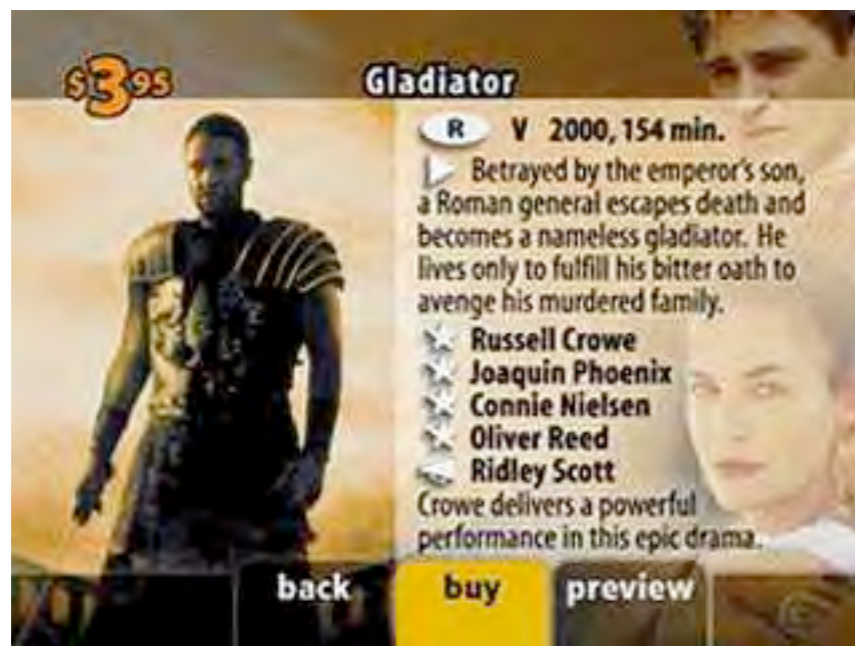 $3.95
Gladiator
R V 2000, 154 min.
Betrayed by the emperor's son,
a Roman general escapes death and
becomes a nameless gladiator. He
lives only to fulfill his bitter oath to
avenge his murdered family.
Russell Crowe
Joaquin Phoenix
Connie Nielsen
Oliver Reed
Ridley Scott
Crowe delivers a powerful
performance in this epic drama.
back buy preview